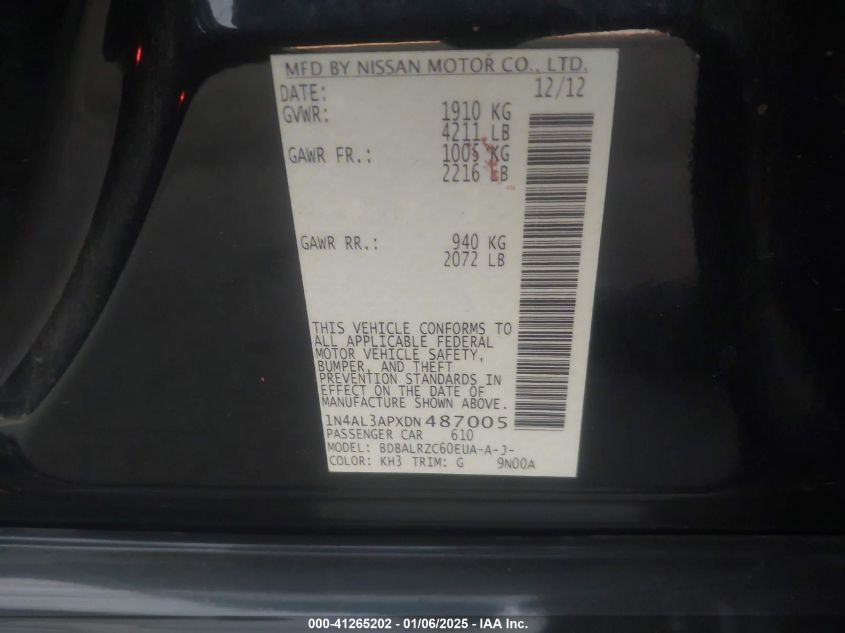 MFD BY NISSAN MOTOR CO., LTD.
DATE: 12/12
GVWR: 1910 KG
4211 LB
GAWR FR.: 1005 KG
2216 LB
GAWR RR.: 940 KG
2072 LB
THIS VEHICLE CONFORMS TO
ALL APPLICABLE FEDERAL
MOTOR VEHICLE SAFETY,
BUMPER, AND THEFT
PREVENTION STANDARDS IN
EFFECT ON THE DATE OF
MANUFACTURE SHOWN ABOVE.
1N4AL3APXDN487005
PASSENGER CAR 610
MODEL: BDBALRZC60EUA-A-J-
COLOR: KH3 TRIM: G 9N00A
000-41265202 - 01/06/2025 - IAA Inc.